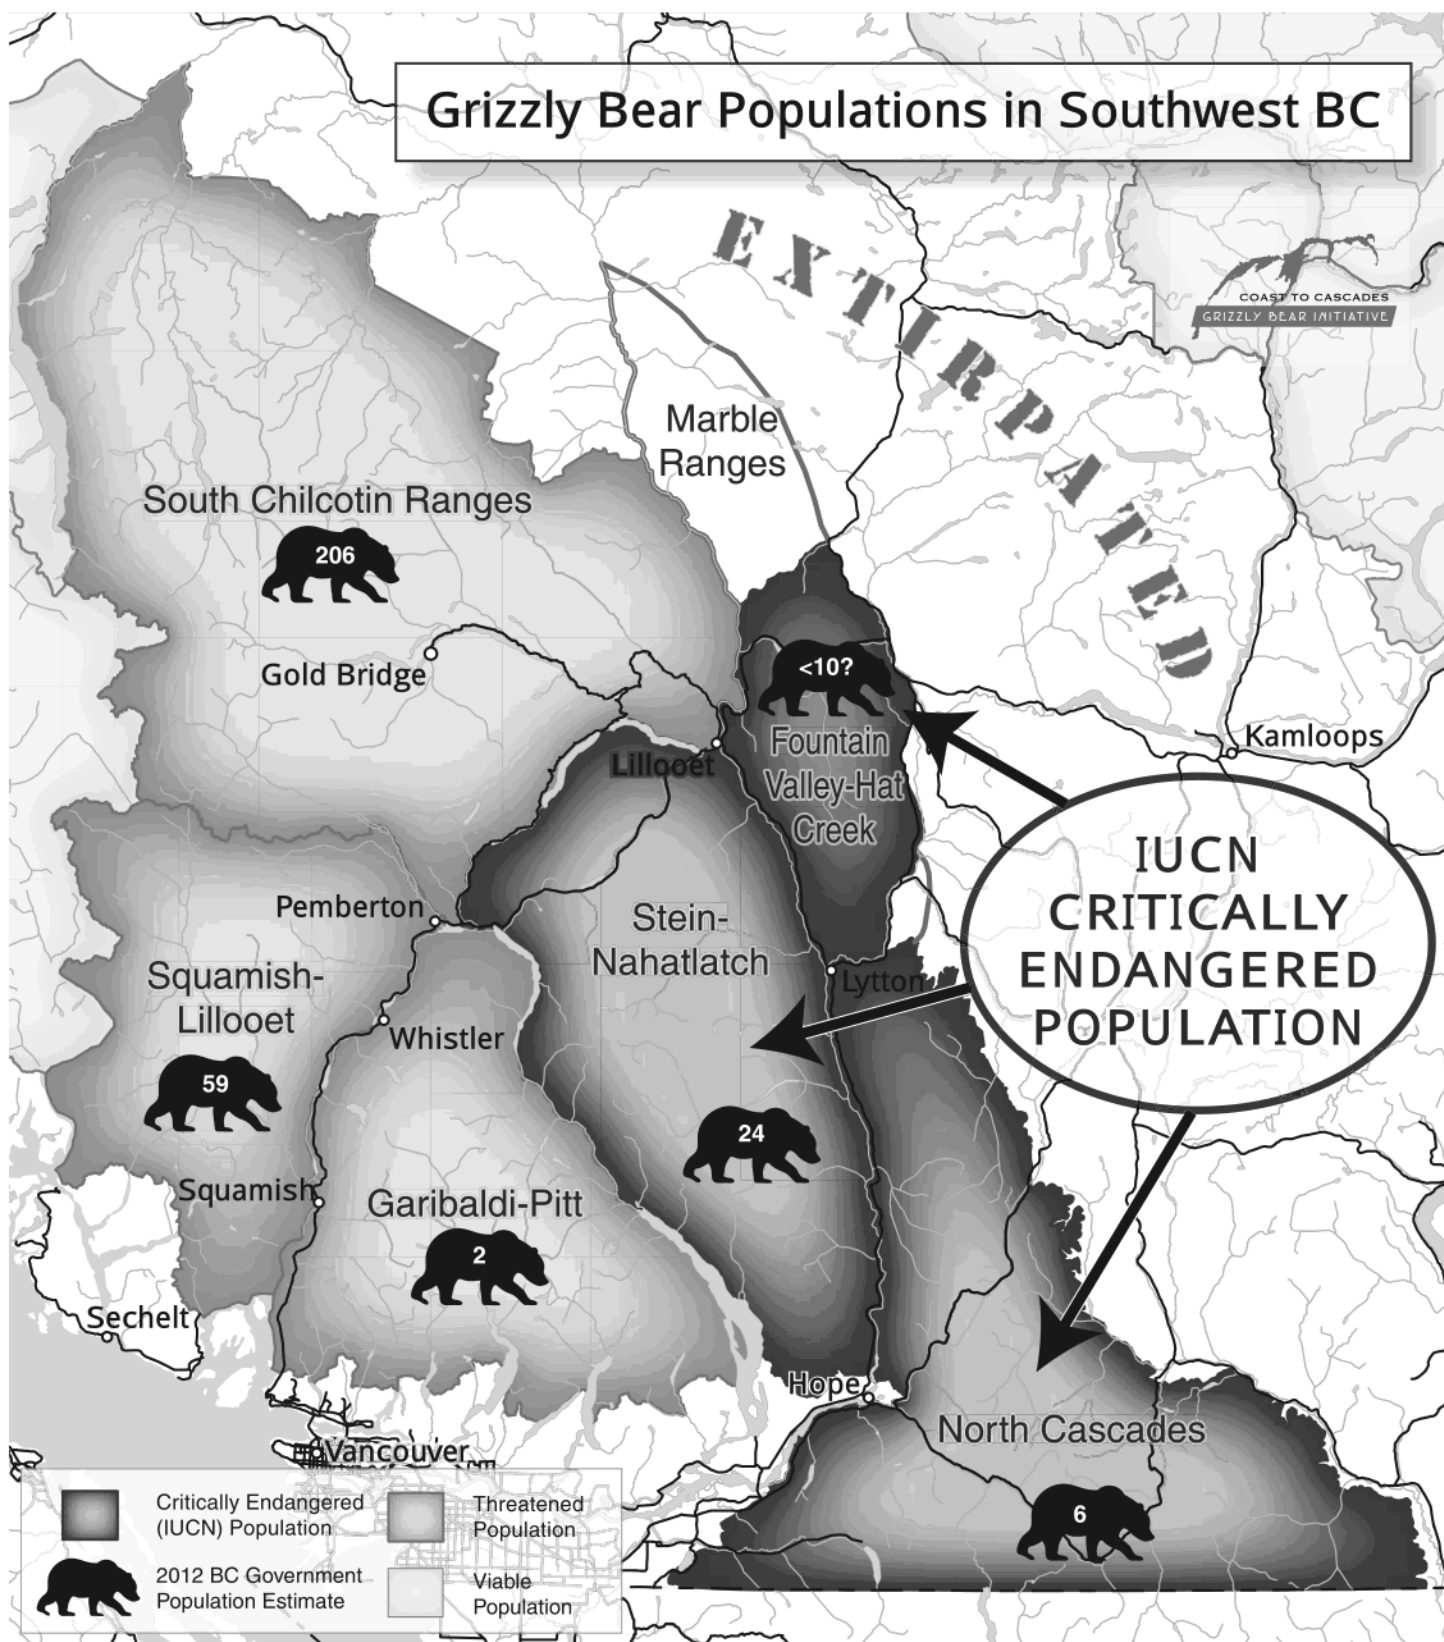 Grizzly Bear Populations in Southwest BC
EXTIRPATED
COAST TO CASCADES
GRIZZLY BEAR INITIATIVE
Marble
Ranges
South Chilcotin Ranges
206
Gold Bridge
<10?
Fountain
Valley-Hat
Creek
Lillooet
Kamloops
IUCN
CRITICALLY
ENDANGERED
POPULATION
Pemberton
Stein-
Nahatlatch
Lytton
Squamish-
Lillooet
Whistler
59
24
Squamish
Garibaldi-Pitt
2
Sechelt
Hope
North Cascades
Vancouver
6
Critically Endangered
(IUCN) Population
Threatened
Population
2012 BC Government
Population Estimate
Viable
Population